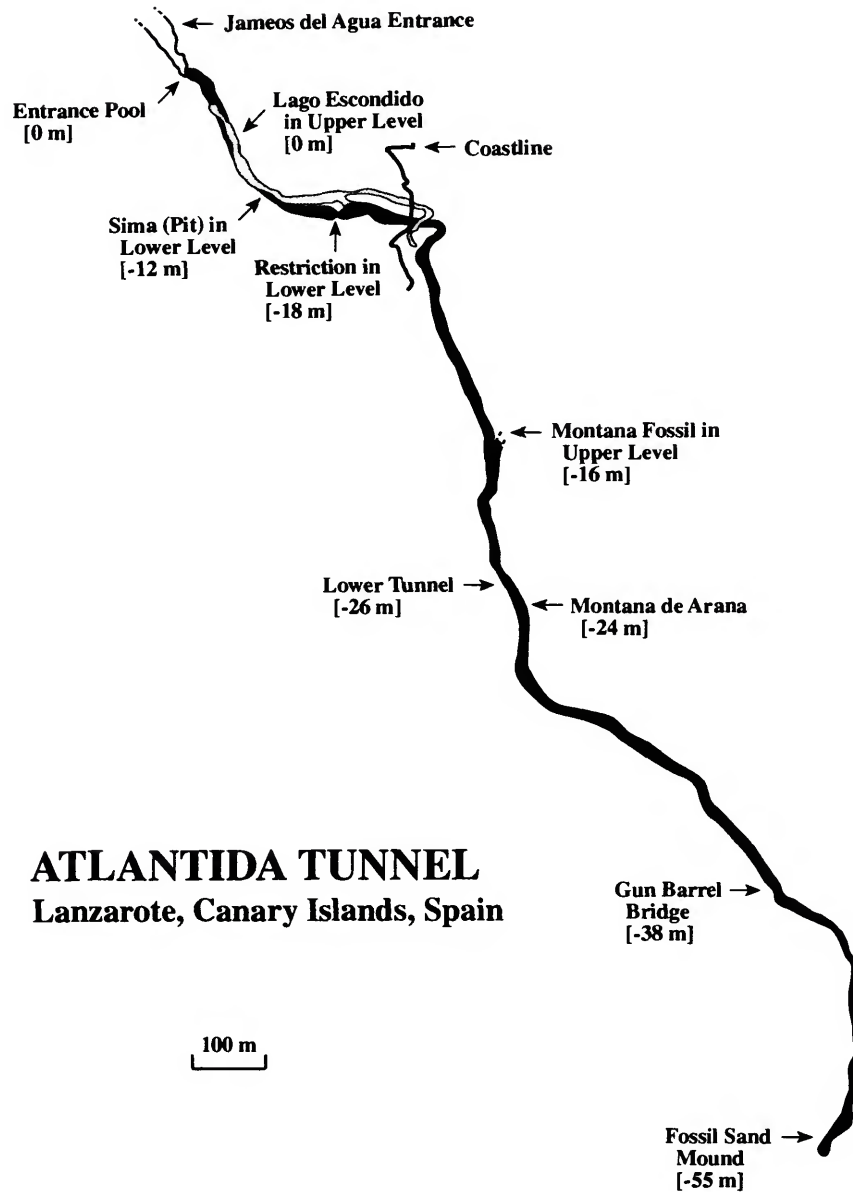 Jameos del Agua Entrance
Entrance Pool
[0 m]
Lago Escondido
in Upper Level
[0 m]
Coastline
Sima (Pit) in
Lower Level
[-12 m]
Restriction in
Lower Level
[-18 m]
Montana Fossil in
Upper Level
[-16 m]
Lower Tunnel
[-26 m]
Montana de Arana
[-24 m]
ATLANTIDA TUNNEL
Lanzarote, Canary Islands, Spain
Gun Barrel
Bridge
[-38 m]
100 m
Fossil Sand
Mound
[-55 m]